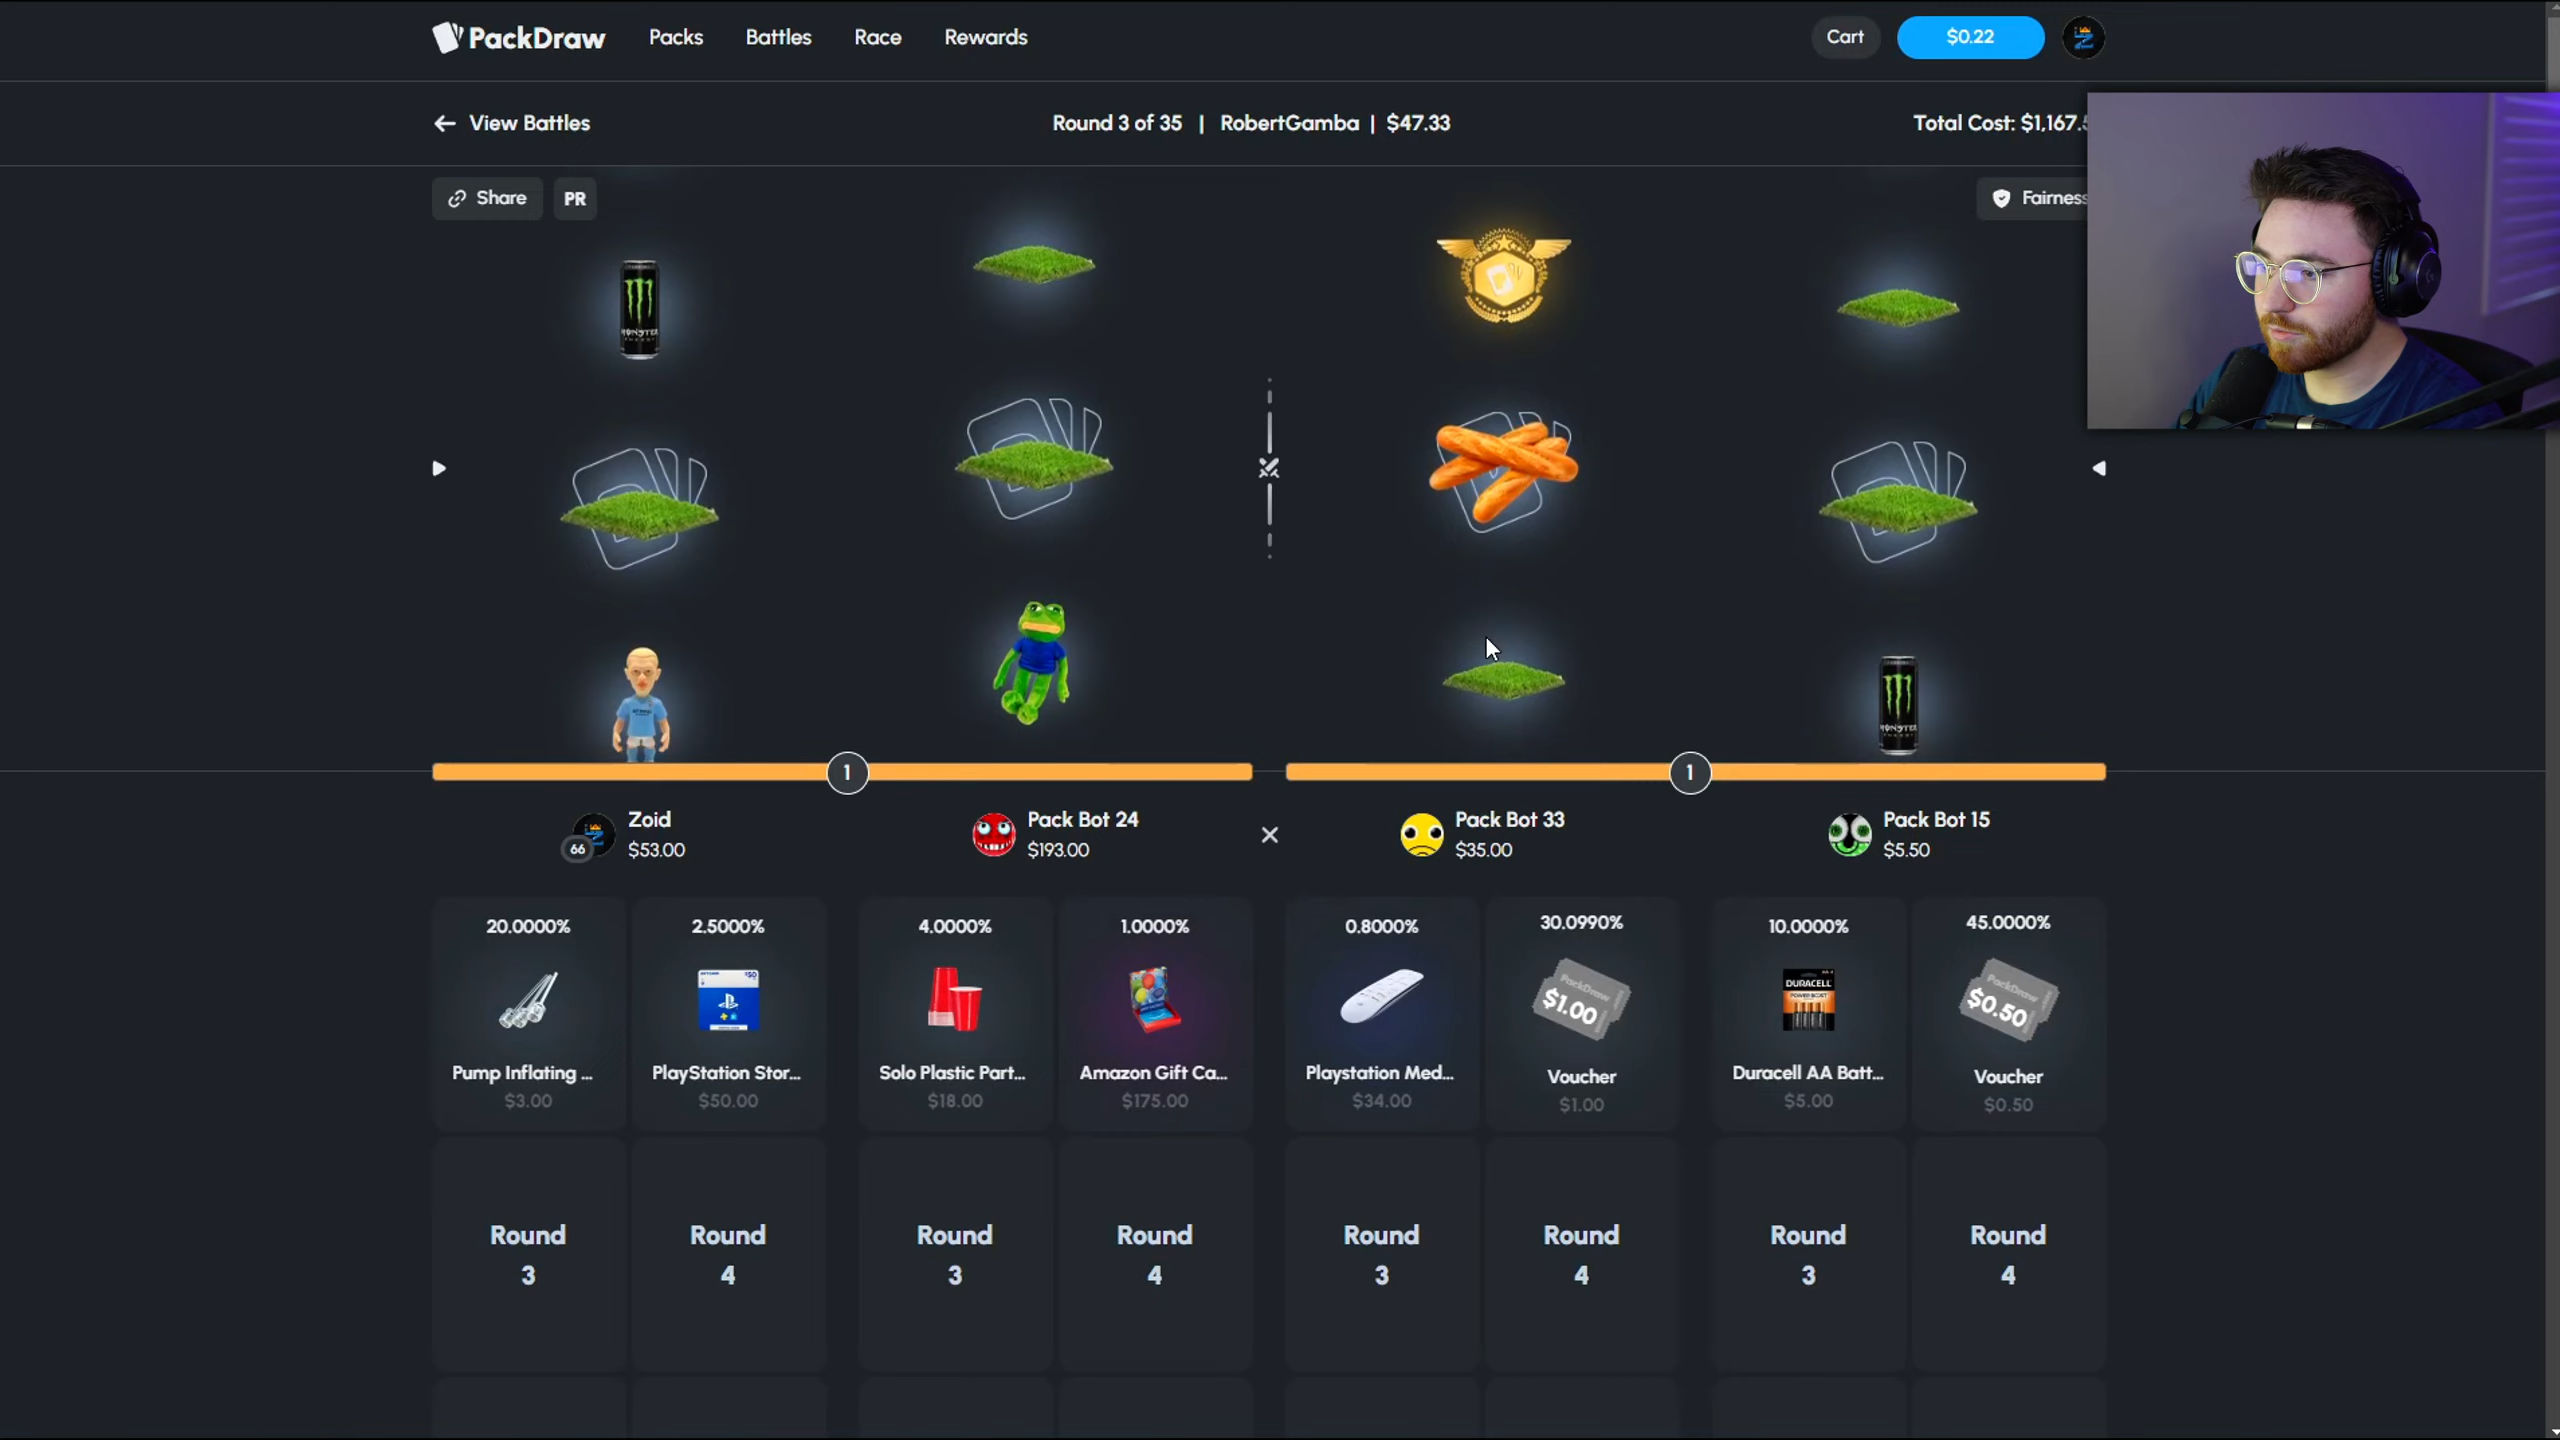 PackDraw Packs Battles Race Rewards Cart $0.22
View Battles Round 3 of 35 | RobertGamba | $47.33 Total Cost: $1,167.
Share PR Fairness
MONSTER
MONSTER
1 1
Zoid Pack Bot 24 Pack Bot 33 Pack Bot 15
66 $53.00 $193.00 $35.00 $5.50
20.0000% 2.5000% 4.0000% 1.0000% 0.8000% 30.0990% 10.0000% 45.0000%
$50 PackDraw $1.00 DURACELL PackDraw $0.50
Pump Inflating ... PlayStation Stor... Solo Plastic Part... Amazon Gift Ca... Playstation Med... Voucher Duracell AA Batt... Voucher
$3.00 $50.00 $18.00 $175.00 $34.00 $1.00 $5.00 $0.50
Round Round Round Round Round Round Round Round
3 4 3 4 3 4 3 4